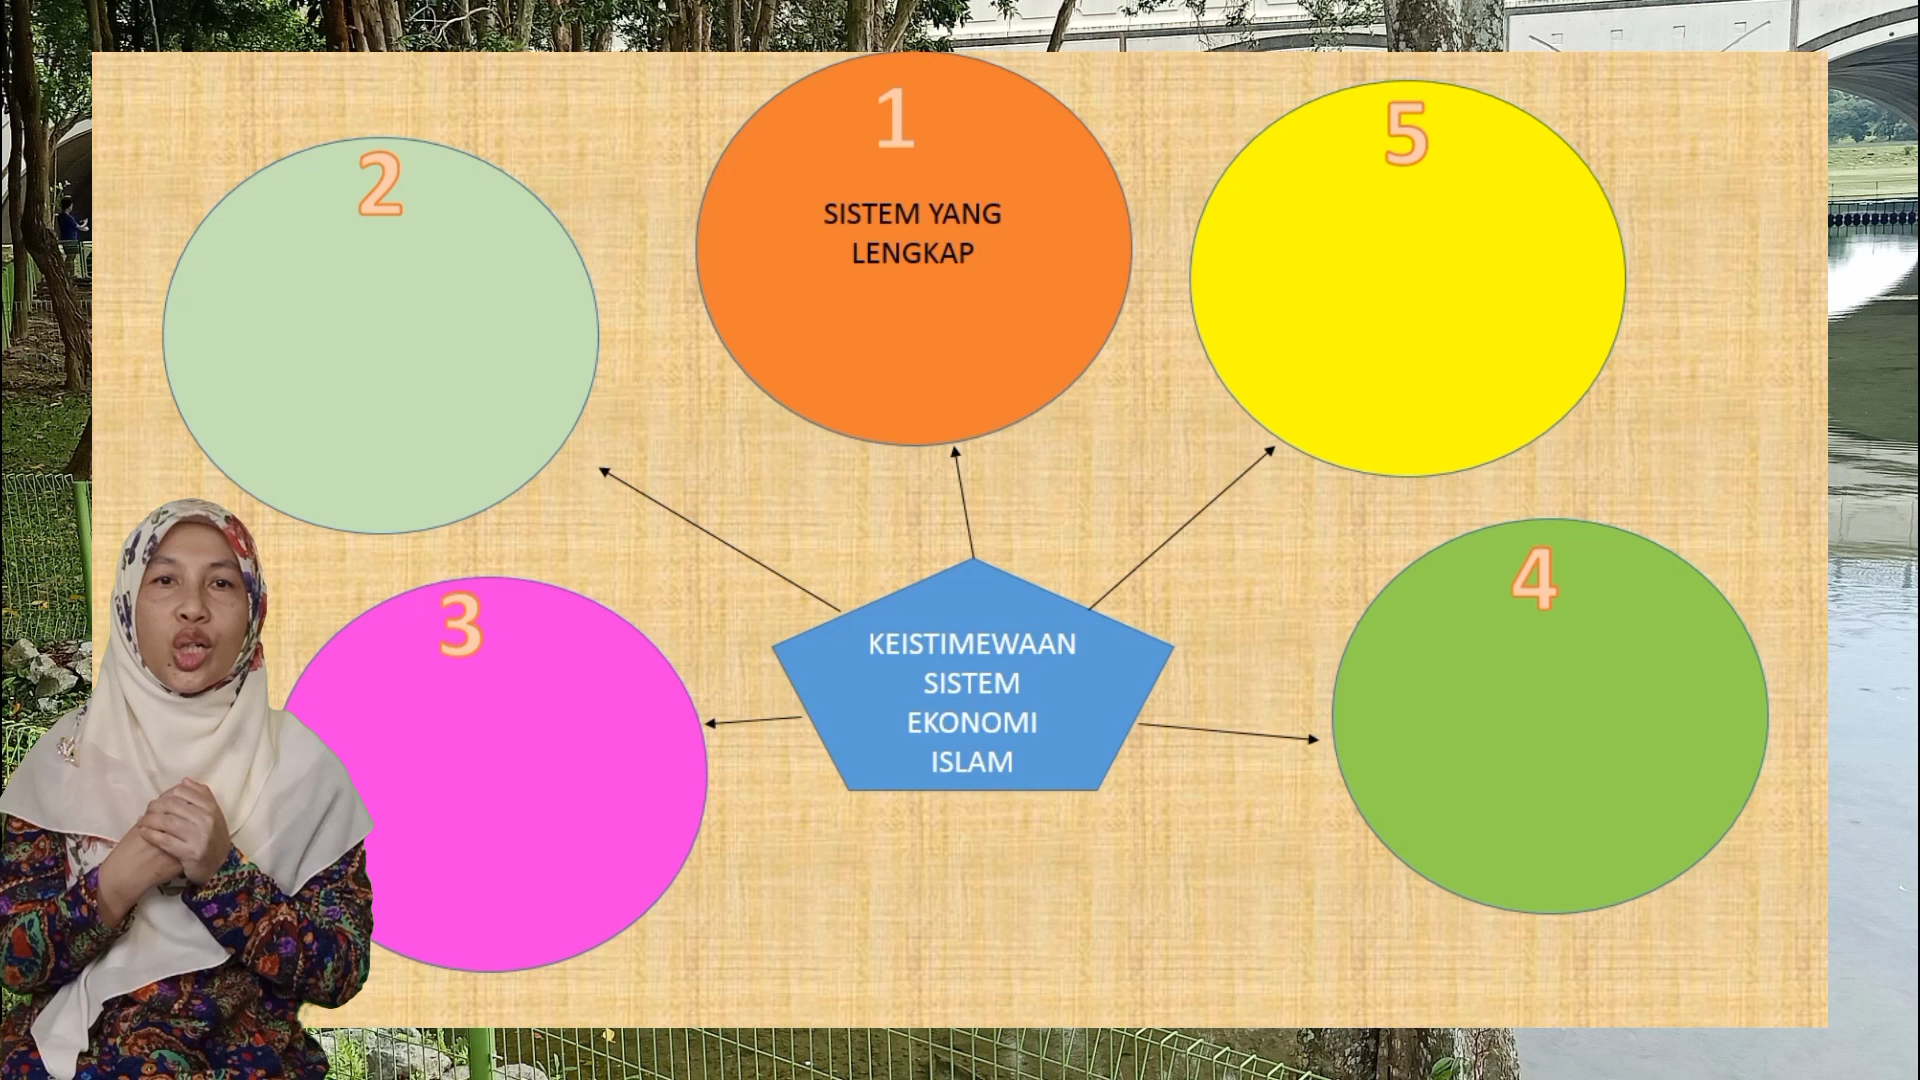 1
SISTEM YANG
LENGKAP
2
3
4
5
KEISTIMEWAAN
SISTEM
EKONOMI
ISLAM